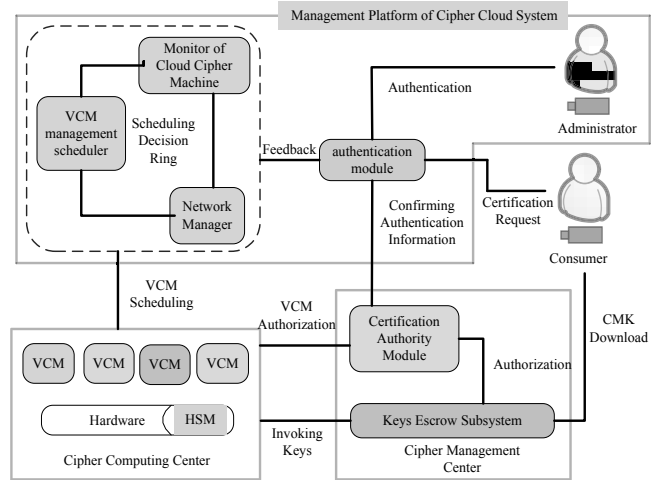 Management Platform of Cipher Cloud System
Monitor of
Cloud Cipher
Machine
VCM
management
scheduler
Scheduling
Decision
Ring
Network
Manager
Feedback
authentication
module
Authentication
Administrator
Certification
Request
Consumer
Confirming
Authentication
Information
VCM
Scheduling
VCM
Authorization
Certification
Authority
Module
Authorization
CMK
Download
VCM
VCM
VCM
VCM
Hardware
HSM
Cipher Computing Center
Invoking
Keys
Keys Escrow Subsystem
Cipher Management
Center